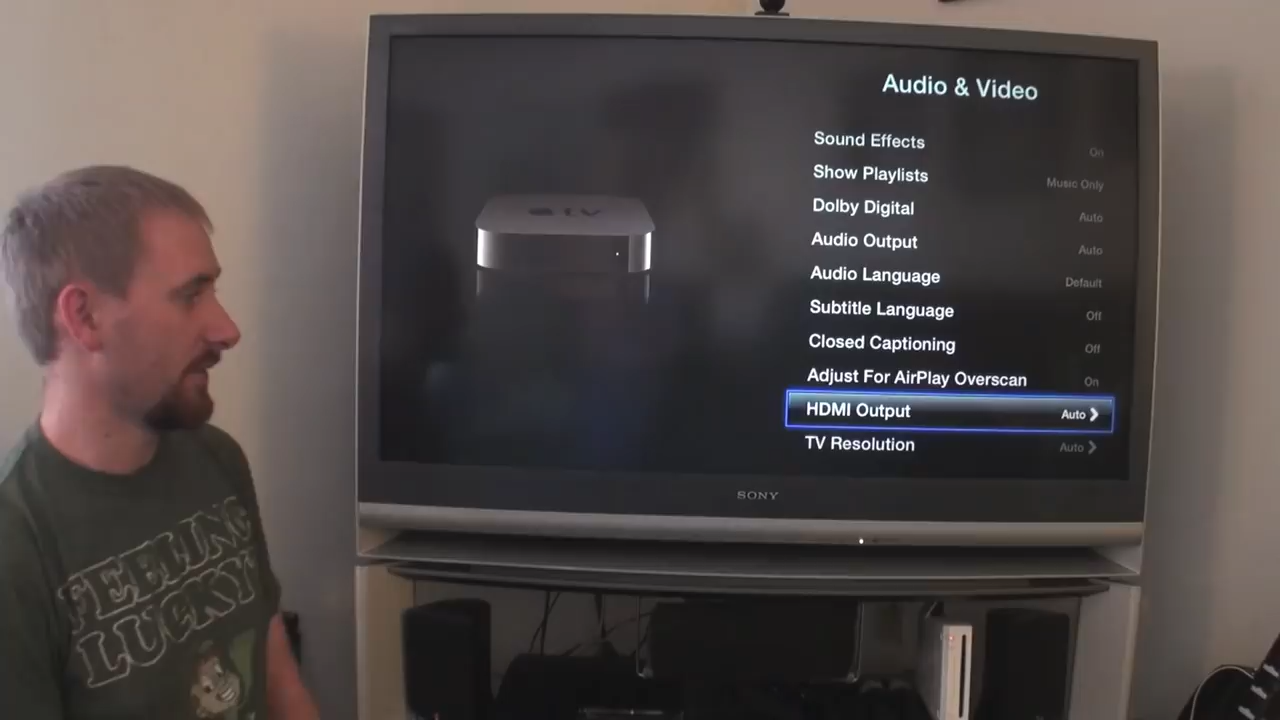 Audio & Video
Sound Effects On
Show Playlists Music Only
Dolby Digital Auto
Audio Output Auto
Audio Language Default
Subtitle Language Off
Closed Captioning Off
Adjust For AirPlay Overscan On
HDMI Output Auto
TV Resolution Auto
tv
SONY
FEELING
LUCKY?